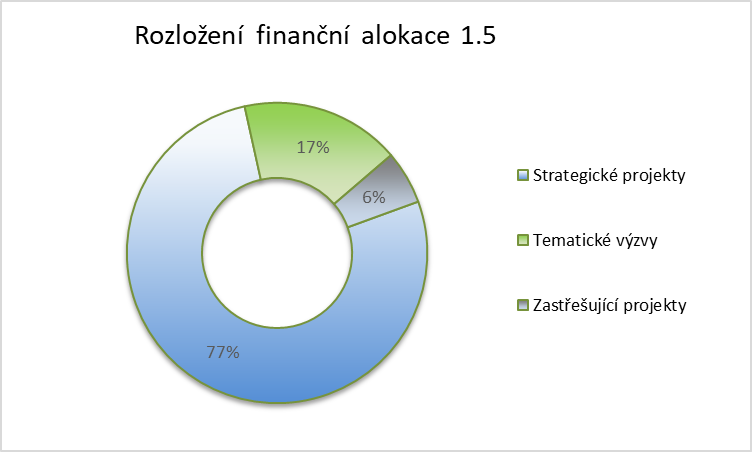 Rozložení finanční alokace 1.5
17%
6%
77%
Strategické projekty
Tematické výzvy
Zastřešující projekty